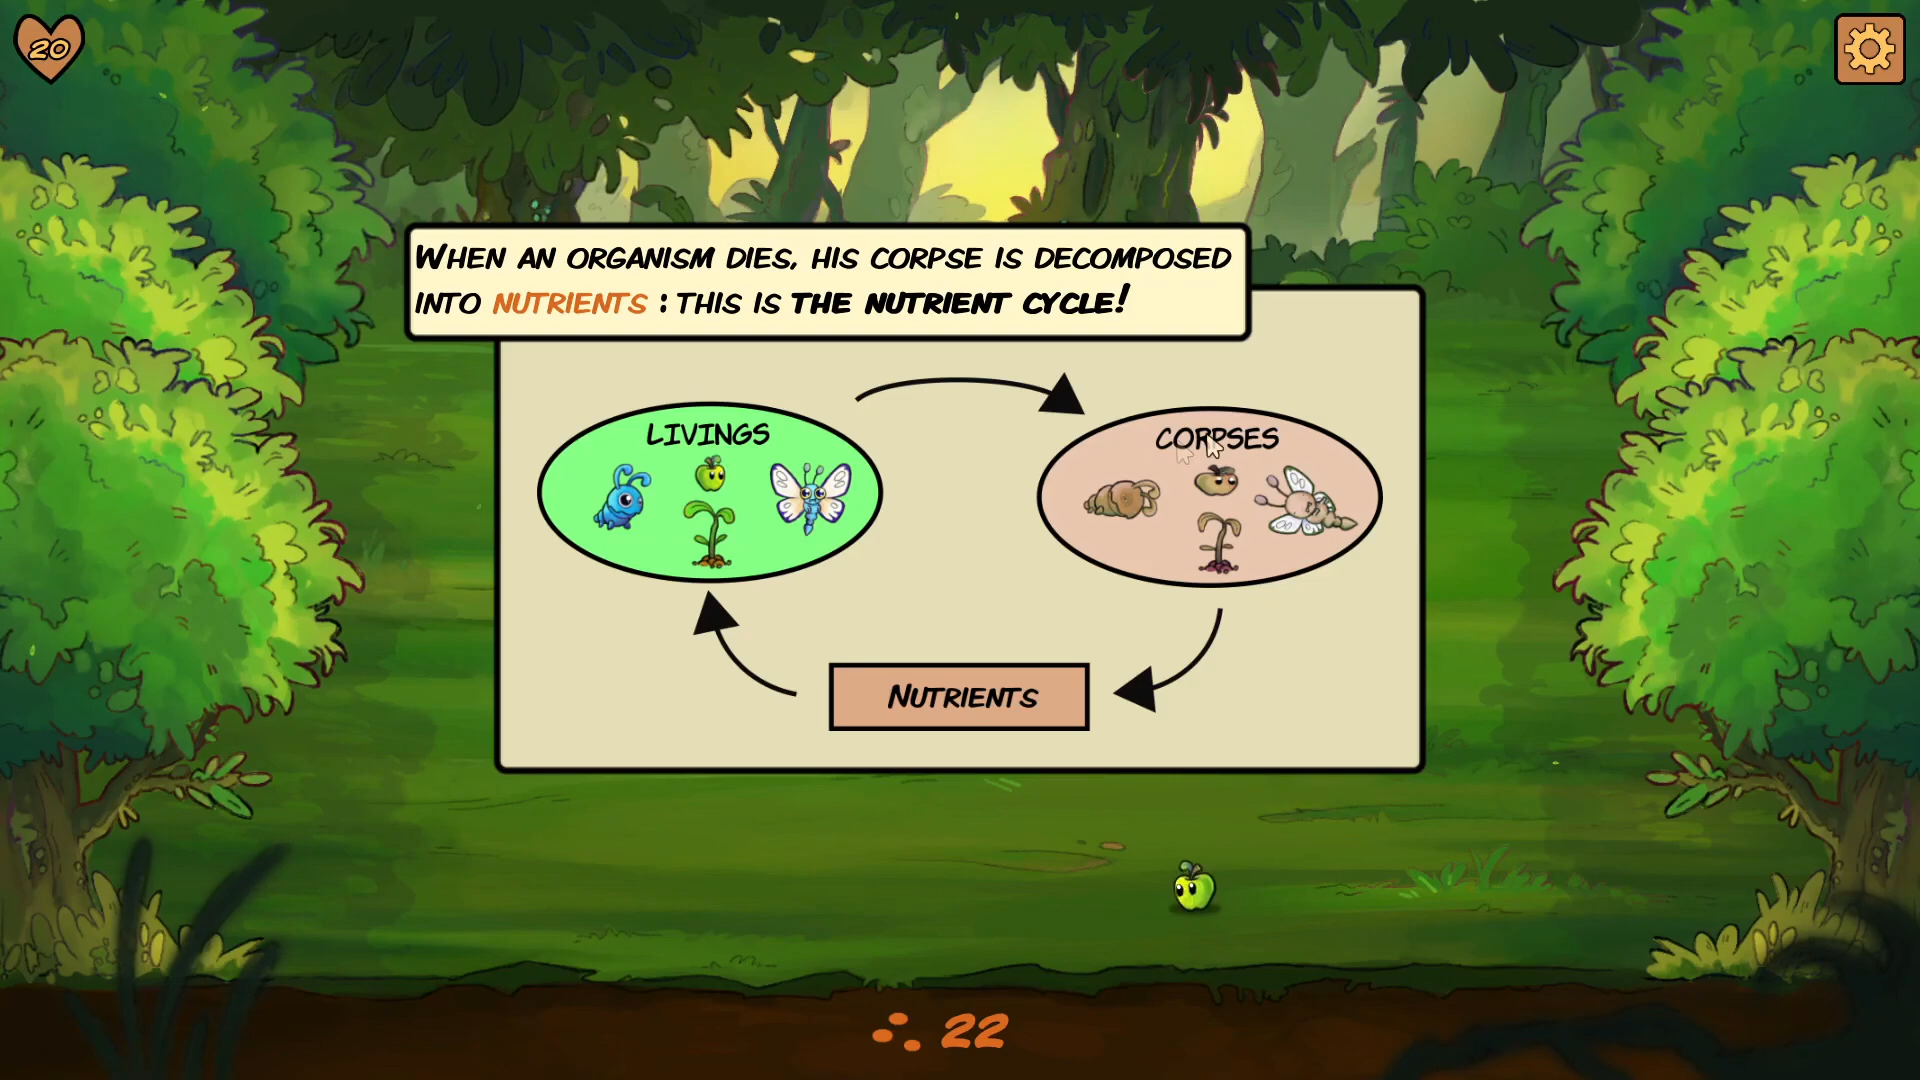 20
WHEN AN ORGANISM DIES, HIS CORPSE IS DECOMPOSED
INTO NUTRIENTS : THIS IS THE NUTRIENT CYCLE!
LIVINGS
CORPSES
NUTRIENTS
22